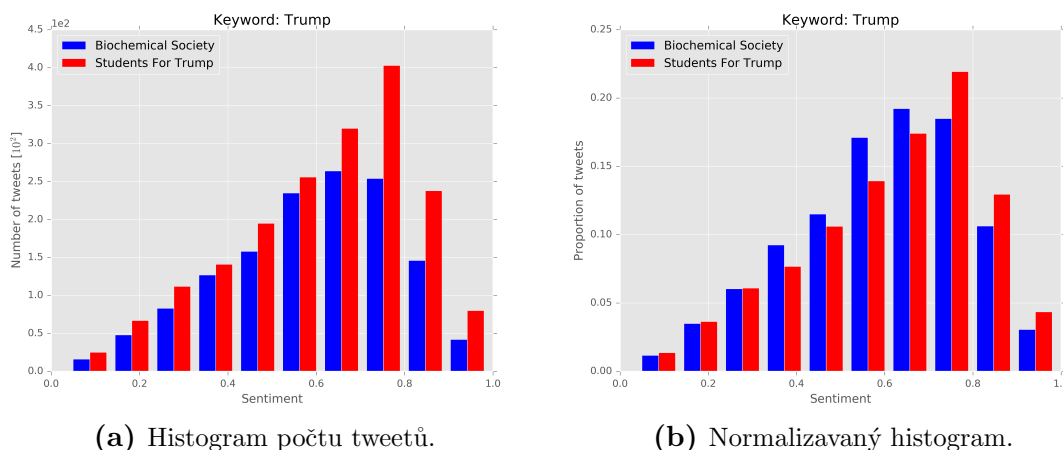 Keyword: Trump
1e2
4.5
4.0
3.5
3.0
2.5
2.0
1.5
1.0
0.5
0.0
Number of tweets [10²]
Biochemical Society
Students For Trump
0.0 0.2 0.4 0.6 0.8 1.0
Sentiment
(a) Histogram počtu tweetů.
Keyword: Trump
0.25
0.20
0.15
0.10
0.05
0.00
Proportion of tweets
Biochemical Society
Students For Trump
0.0 0.2 0.4 0.6 0.8 1.
Sentiment
(b) Normalizavaný histogram.